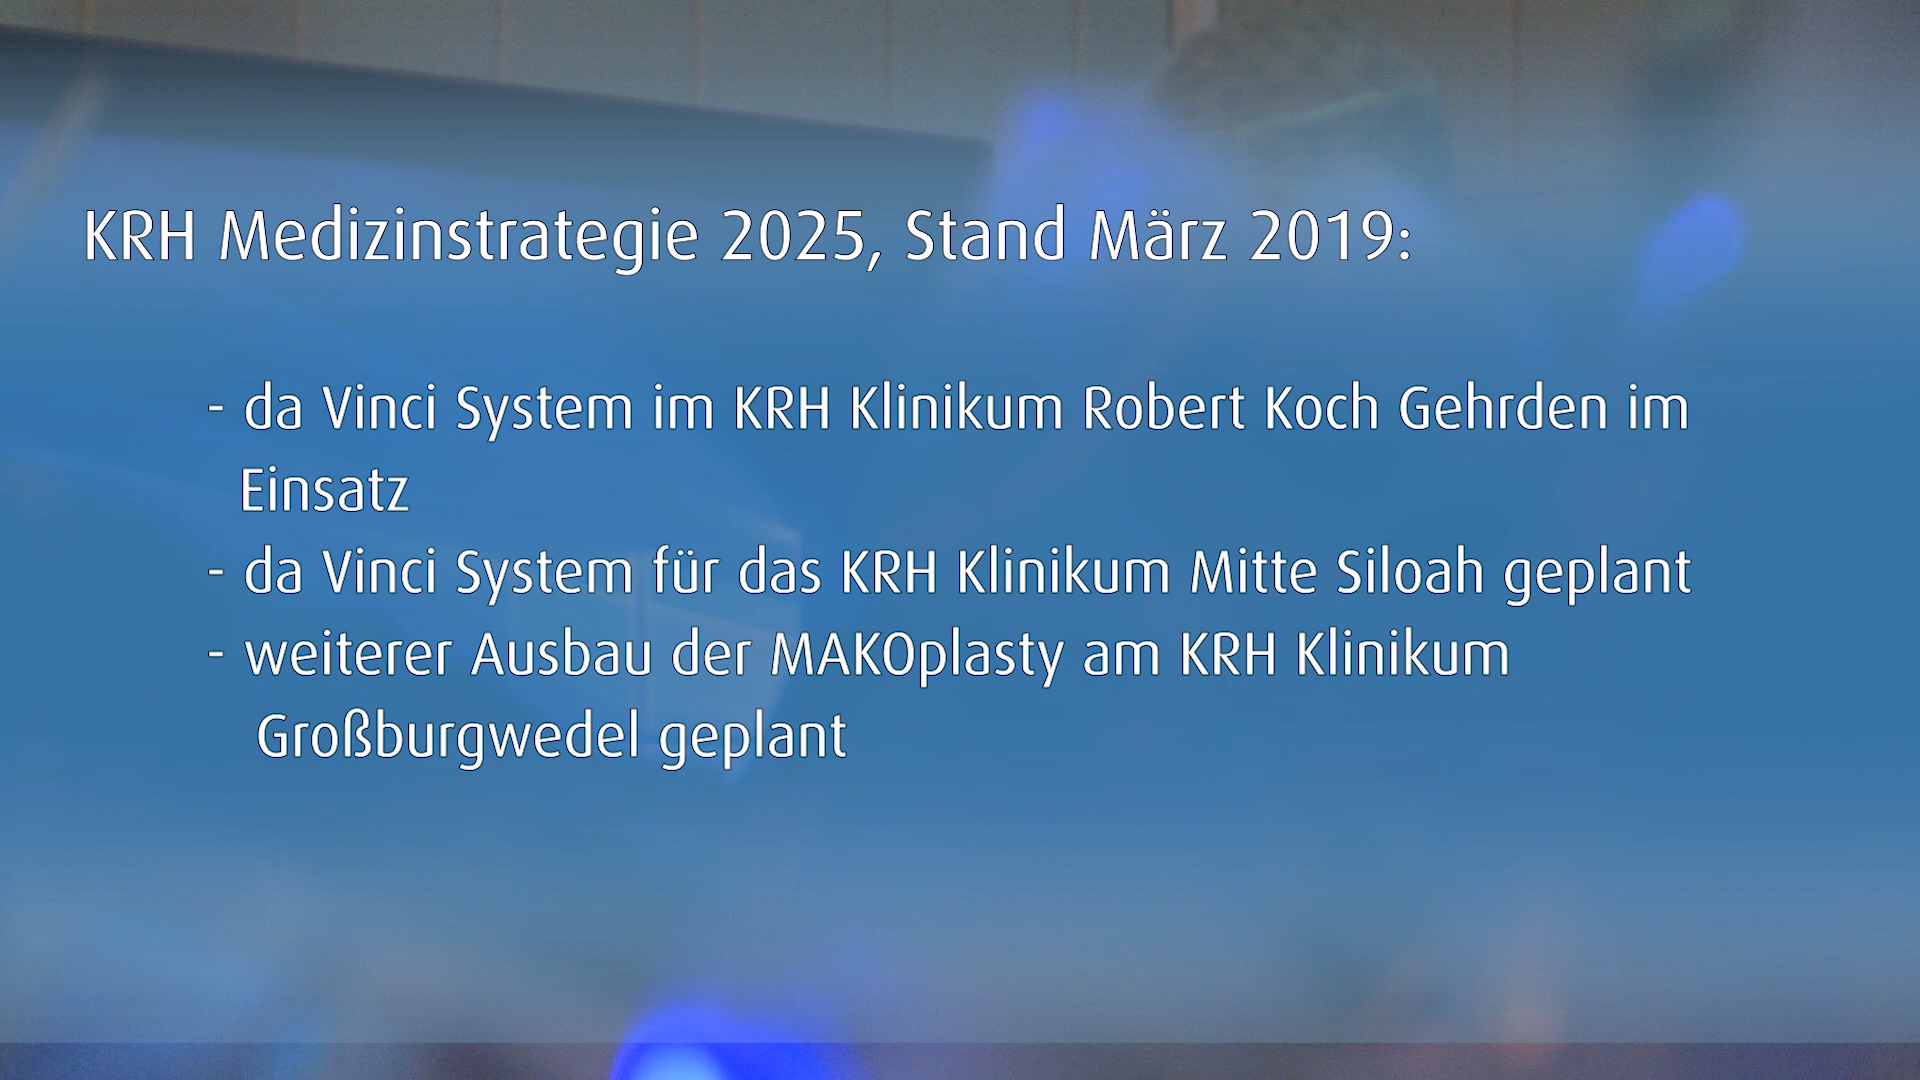 KRH Medizinstrategie 2025, Stand März 2019:
- da Vinci System im KRH Klinikum Robert Koch Gehrden im
Einsatz
- da Vinci System für das KRH Klinikum Mitte Siloah geplant
- weiterer Ausbau der MAKOplasty am KRH Klinikum
Großburgwedel geplant